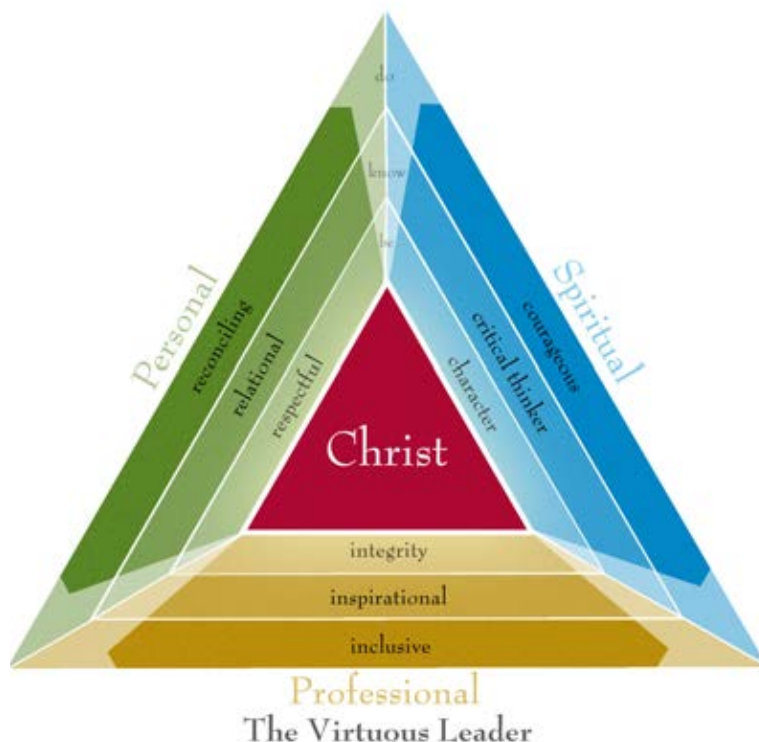 do
know
be
Personal
reconciling
relational
respectful
Spiritual
courageous
critical thinker
character
Christ
integrity
inspirational
inclusive
Professional
The Virtuous Leader